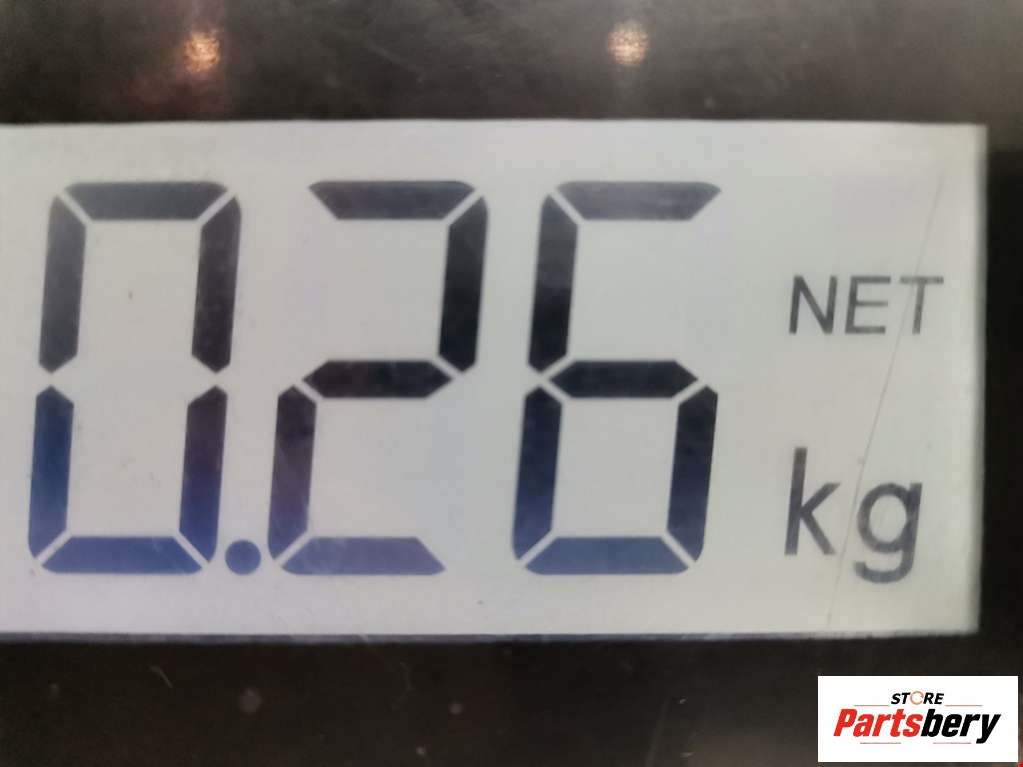 0.26
NET
kg
STORE
Partsbery